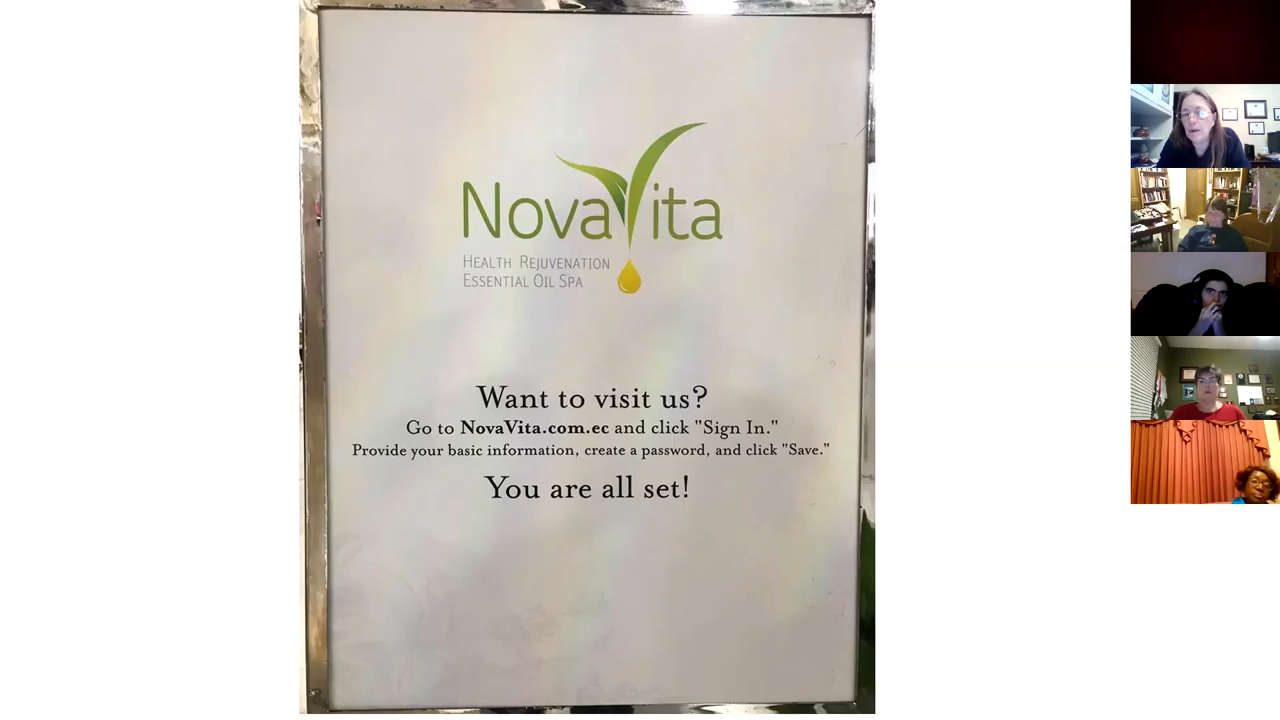 NovaVita
Health Rejuvenation
Essential Oil Spa
Want to visit us?
Go to NovaVita.com.ec and click "Sign In."
Provide your basic information, create a password, and click "Save."
You are all set!